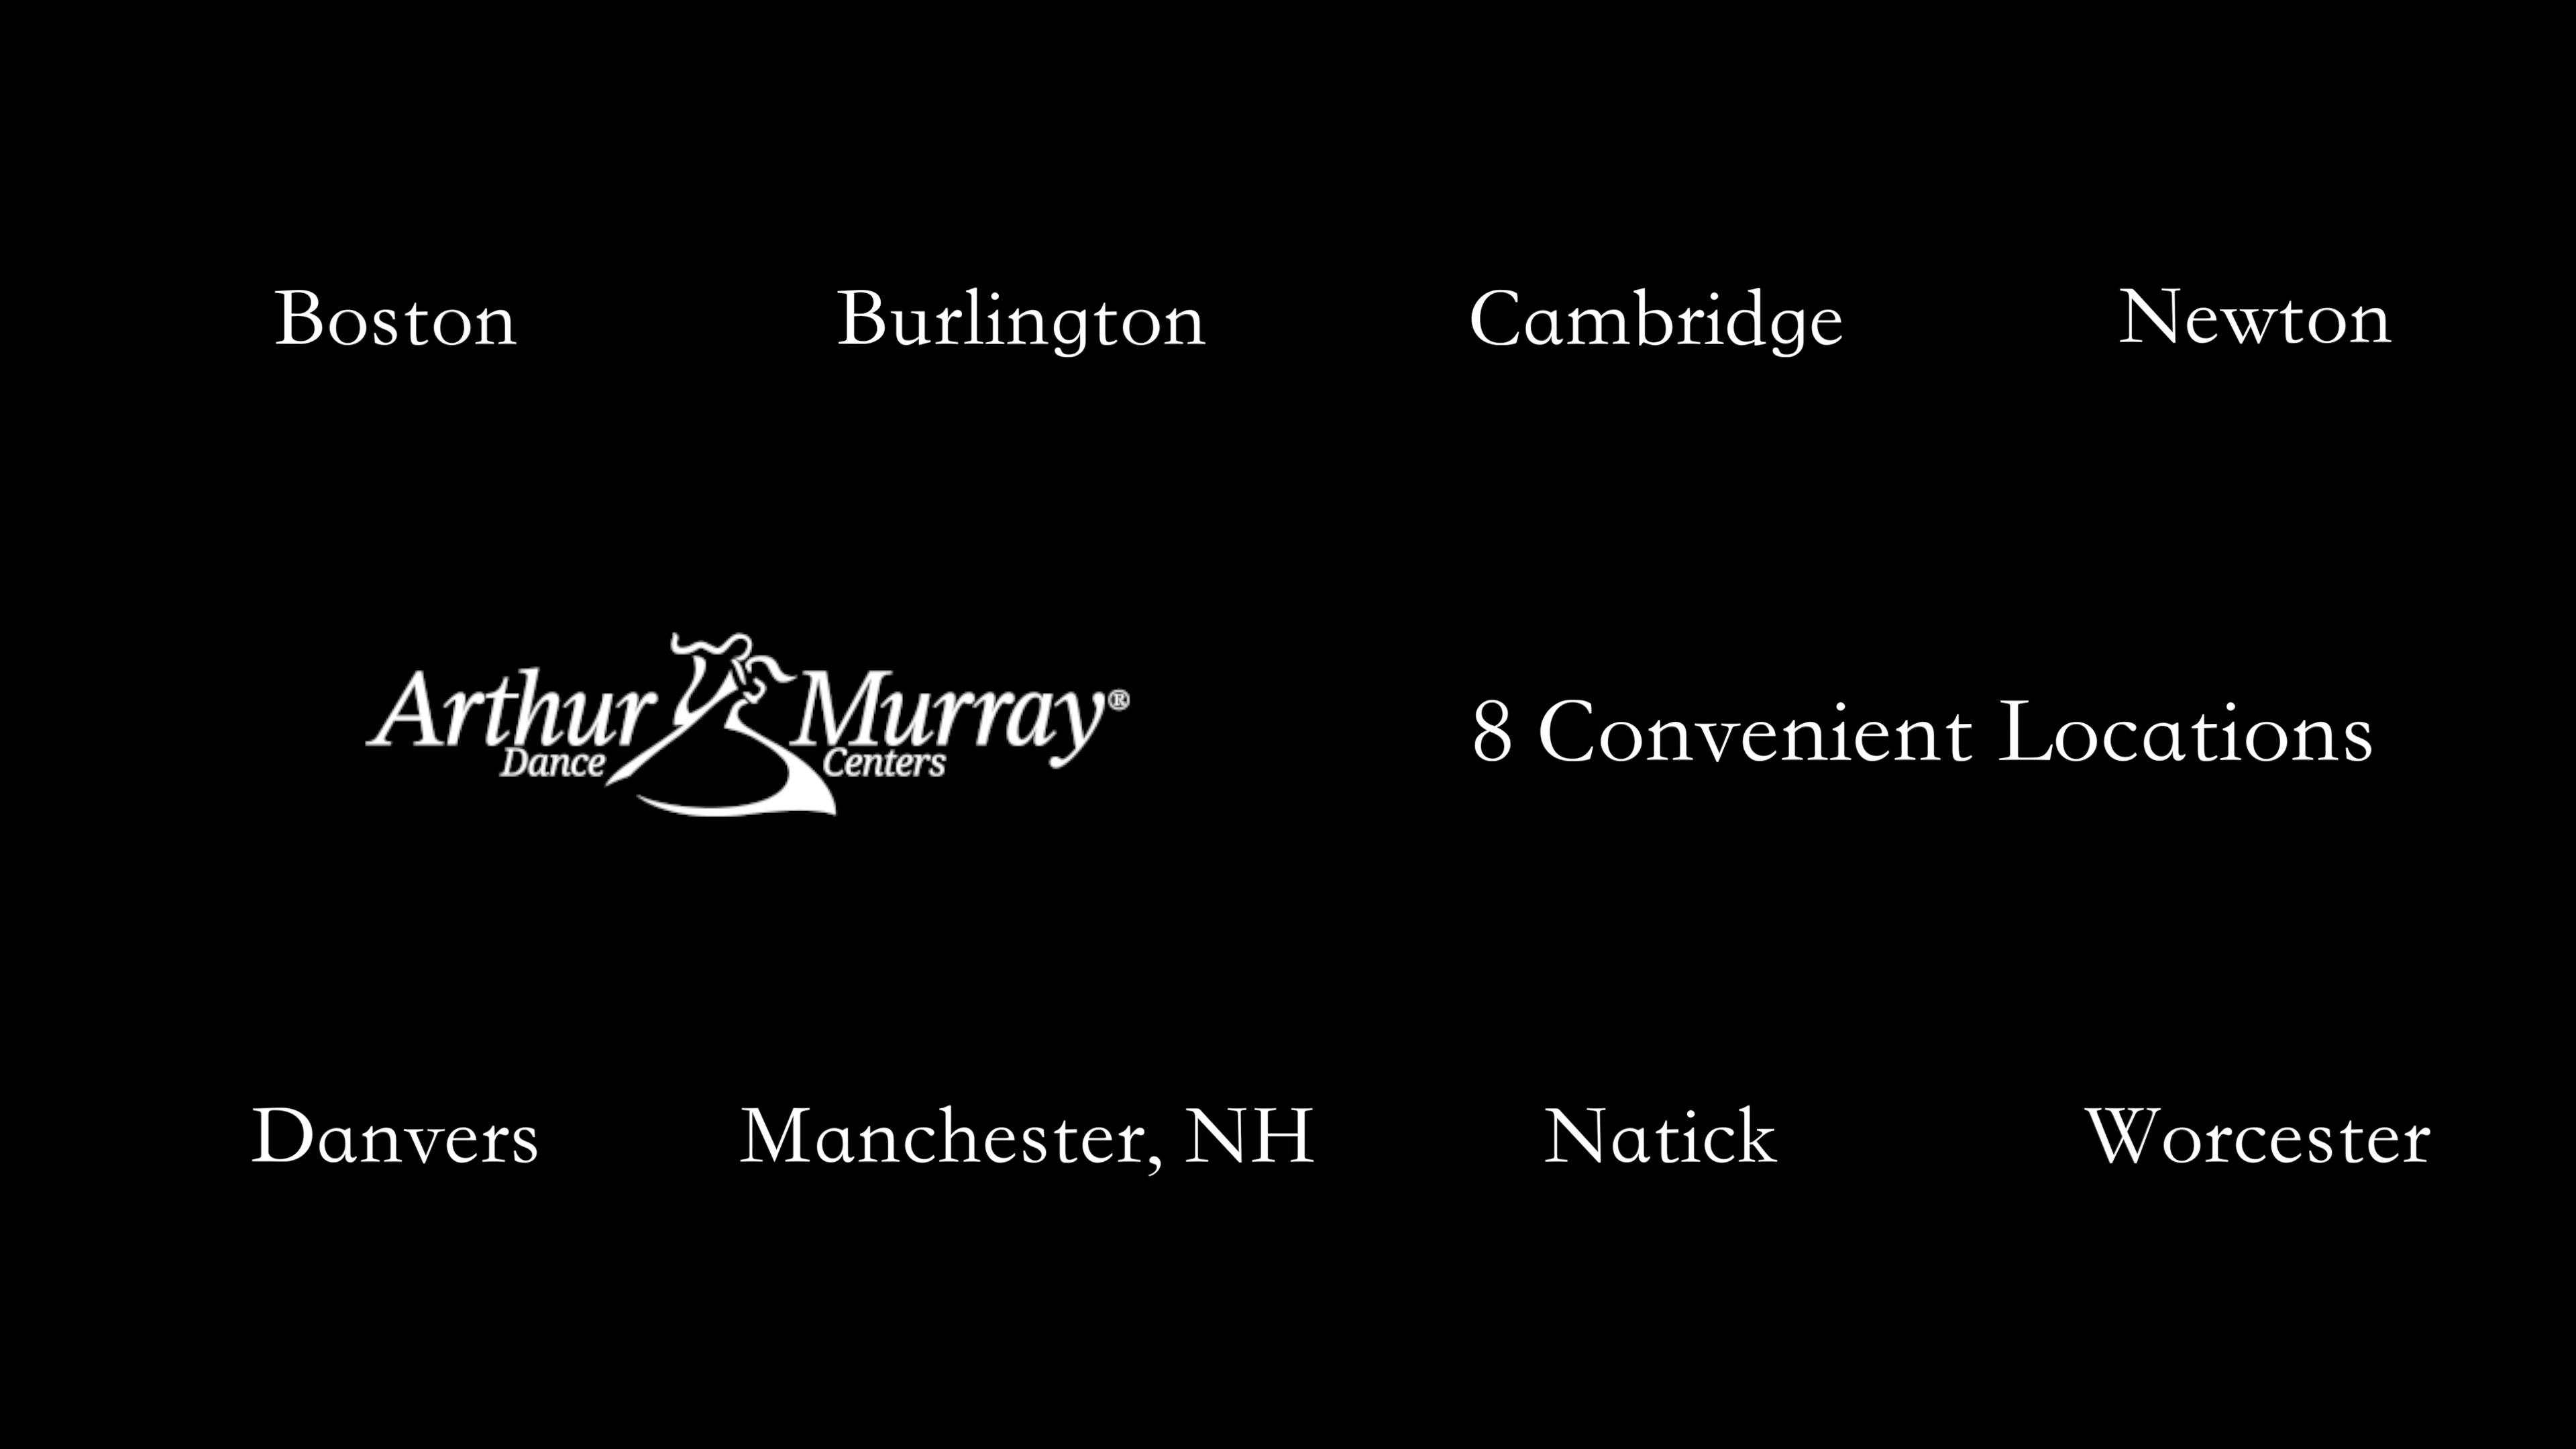 Boston Burlington Cambridge Newton
Arthur Murray®
Dance Centers
8 Convenient Locations
Danvers Manchester, NH Natick Worcester